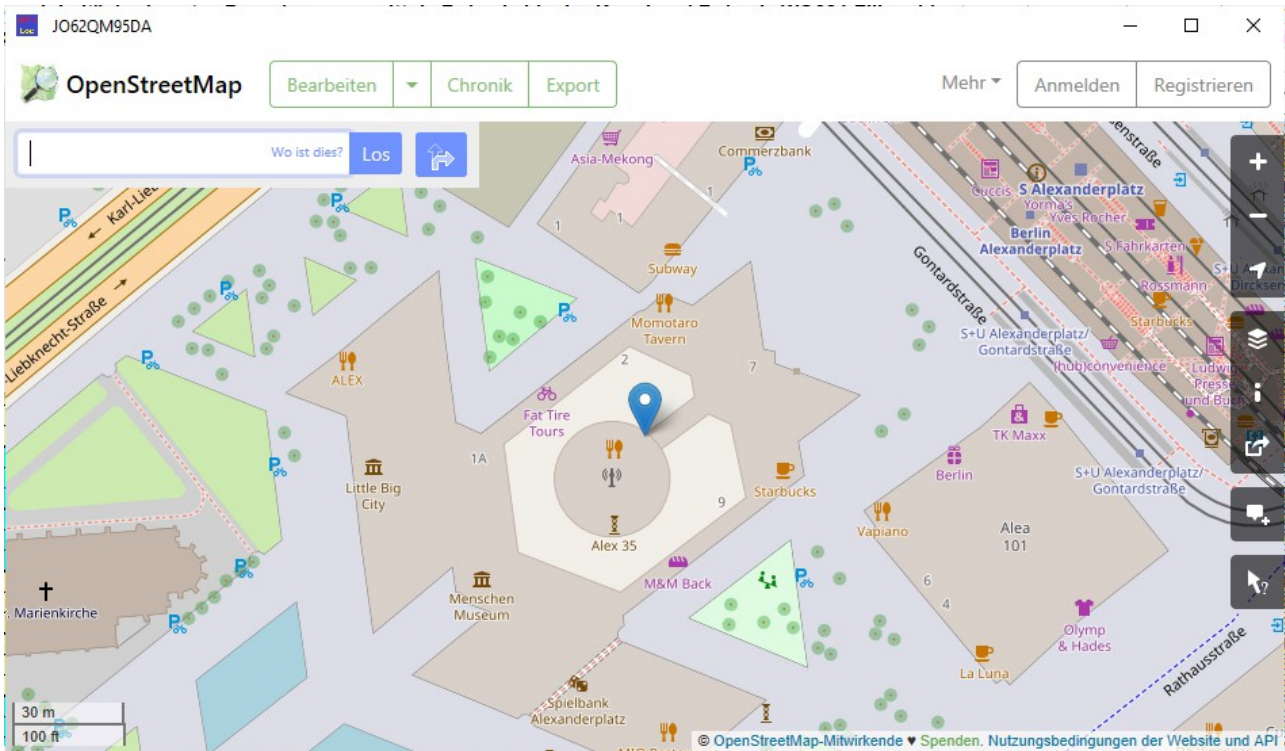 JO62QM95DA
OpenStreetMap
Bearbeiten
Chronik
Export
Mehr
Anmelden
Registrieren
Wo ist dies?
Los
Asia-Mekong
Commerzbank
1
1
1
Subway
Momotaro
Tavern
2
7
Karl-Lieb
-Liebknecht-Straße
ALEX
Fat Tire
Tours
1A
Little Big
City
Starbucks
9
Alex 35
M&M Back
Menschen
Museum
. Marienkirche
Spielbank
Alexanderplatz
Cuccis
S Alexanderplatz
Yorma's
Yves Rocher
Berlin
Alexanderplatz
S Fahrkarten
Rossmann
S+U Alexan
Dircksen
Starbucks
Gontardstraße
S+U Alexanderplatz/
Gontardstraße
(hub)convenience
Ludwig
Presse
und Buch
TK Maxx
Berlin
S+U Alexanderplatz/
Gontardstraße
Vapiano
Alea
101
6
4
Olymp
& Hades
La Luna
Rathausstraße
30 m
100 ft
© OpenStreetMap-Mitwirkende ♥ Spenden. Nutzungsbedingungen der Website und API